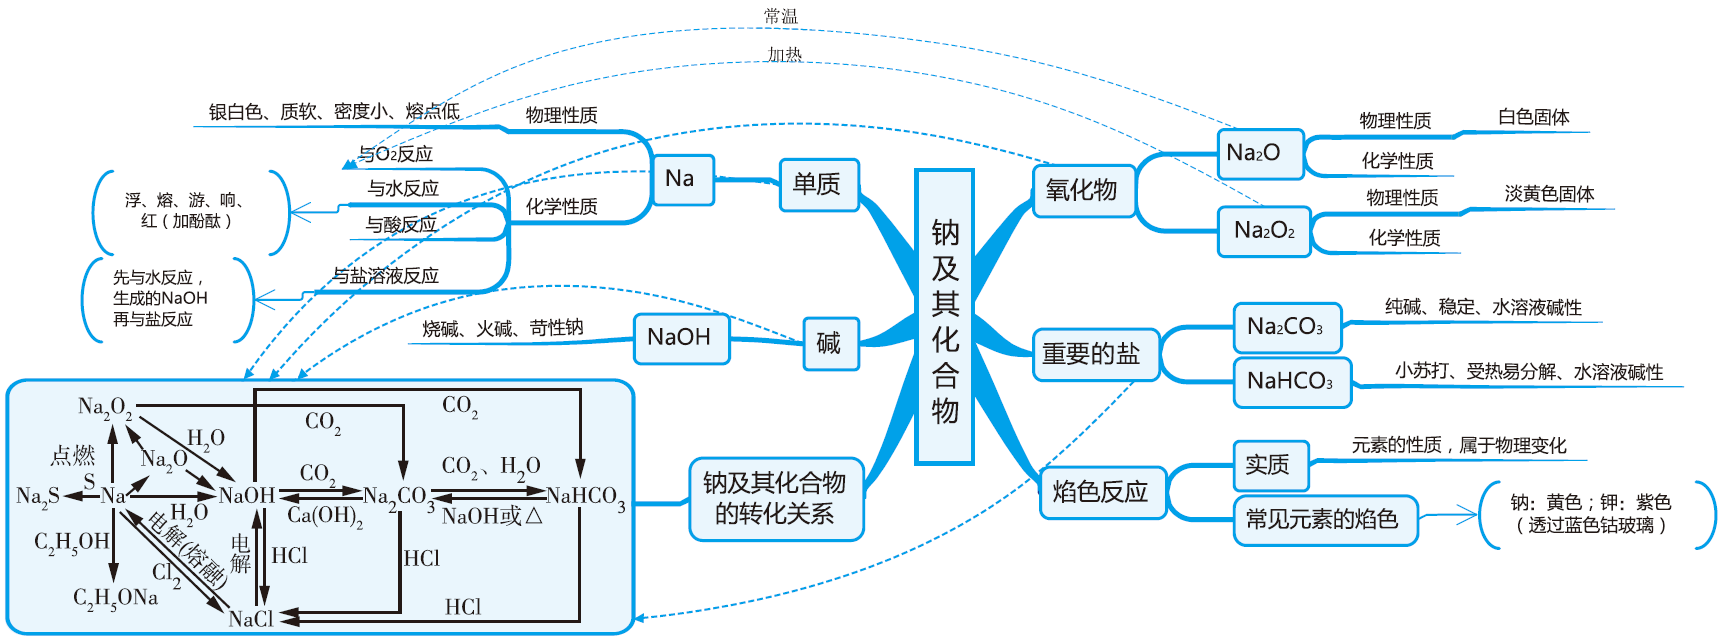 常温
加热
银白色、质软、密度小、熔点低
物理性质
与O₂反应
与水反应
与酸反应
与盐溶液反应
化学性质
浮、熔、游、响、
红（加酚酞）
先与水反应，
生成的NaOH
再与盐反应
Na
单质
烧碱、火碱、苛性钠
NaOH
碱
钠及其化合物
氧化物
Na₂O
物理性质
白色固体
化学性质
Na₂O₂
物理性质
淡黄色固体
化学性质
重要的盐
Na₂CO₃
纯碱、稳定、水溶液碱性
NaHCO₃
小苏打、受热易分解、水溶液碱性
焰色反应
实质
元素的性质，属于物理变化
常见元素的焰色
钠：黄色；钾：紫色
（透过蓝色钴玻璃）
钠及其化合物
的转化关系
Na₂O₂
CO₂
CO₂
H₂O
点燃
Na₂O
S
Na₂S
Na
H₂O
NaOH
CO₂
Ca(OH)₂
Na₂CO₃
CO₂、H₂O
NaOH或△
NaHCO₃
C₂H₅OH
电解(熔融)
Cl₂
电解
HCl
HCl
C₂H₅ONa
NaCl
HCl